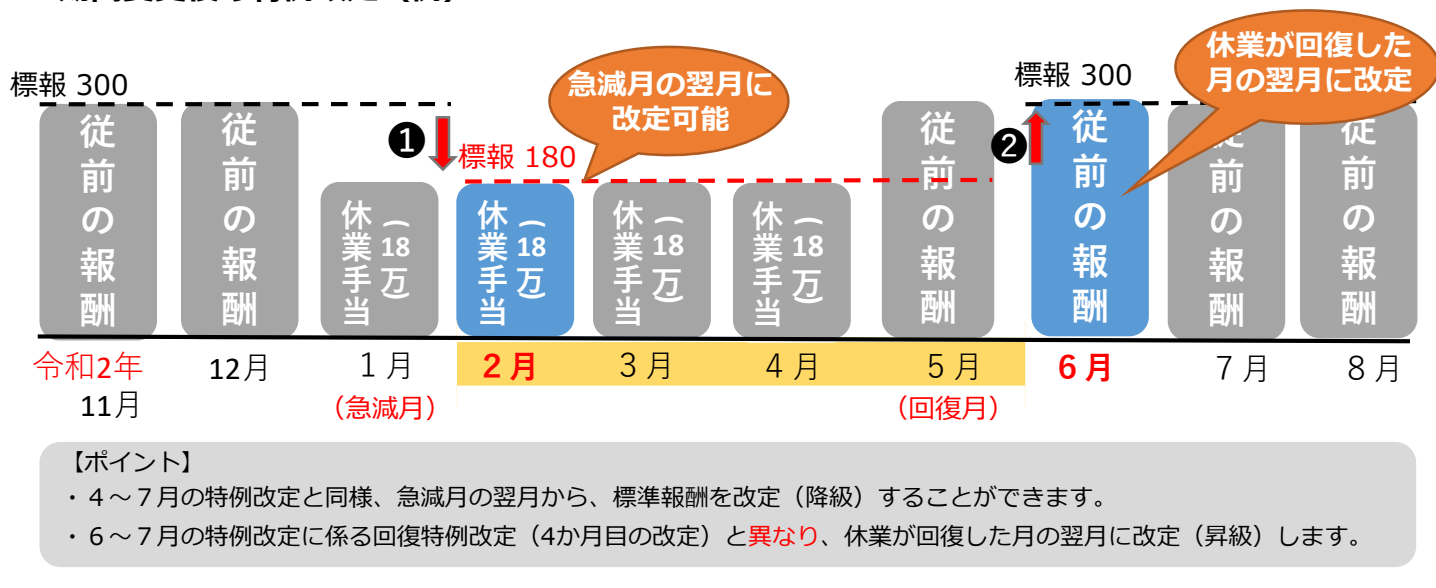 標報 300
従前の報酬
従前の報酬
❶
標報 180
急減月の翌月に
改定可能
休業手当
(18万)
休業手当
(18万)
休業手当
(18万)
休業手当
(18万)
従前の報酬
❷
標報 300
休業が回復した
月の翌月に改定
従前の報酬
従前の報酬
従前の報酬
令和2年
11月
12月
1月
(急減月)
2月
3月
4月
5月
(回復月)
6月
7月
8月
【ポイント】
・４～７月の特例改定と同様、急減月の翌月から、標準報酬を改定（降級）することができます。
・６～７月の特例改定に係る回復特例改定（4か月目の改定）と異なり、休業が回復した月の翌月に改定（昇級）します。